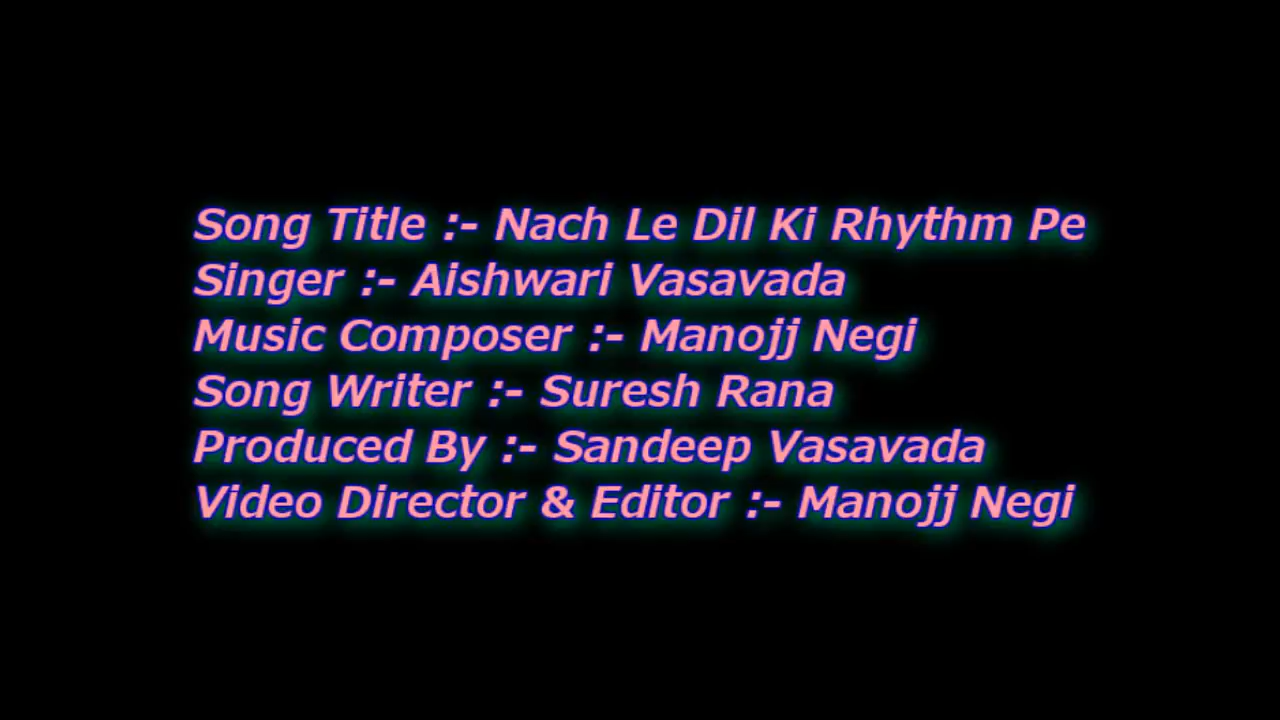 Song Title :- Nach Le Dil Ki Rhythm Pe
Singer :- Aishwari Vasavada
Music Composer :- Manojj Negi
Song Writer :- Suresh Rana
Produced By :- Sandeep Vasavada
Video Director & Editor :- Manojj Negi